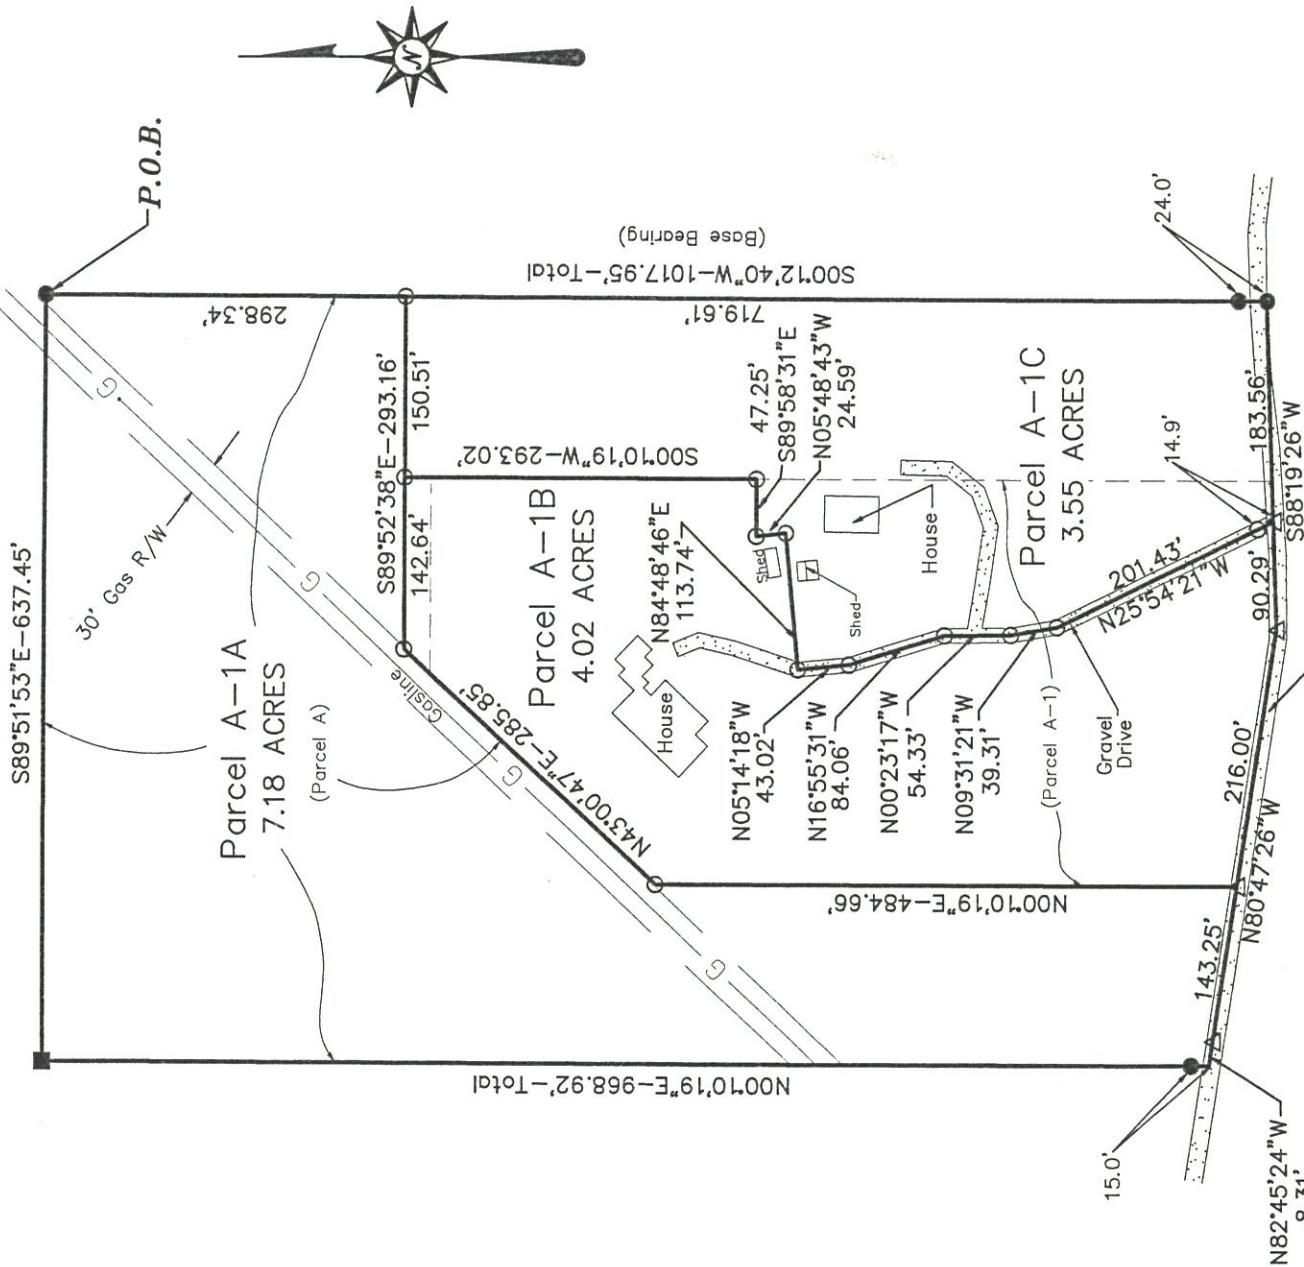 N
P.O.B.
S89°51'53"E-637.45'
30' Gas R/W
G
G
G
G
Gasline
Parcel A-1A
7.18 ACRES
(Parcel A)
298.34'
S00°12'40"W-1017.95'-Total
(Base Bearing)
719.61'
S89°52'38"E-293.16'
142.64'
150.51'
S00°10'19"W-293.02'
47.25'
S89°58'31"E
N05°48'43"W
24.59'
Parcel A-1B
4.02 ACRES
N84°48'46"E
113.74'
Shed
Shed
House
House
N43°00'47"E-285.85'
N05°14'18"W
43.02'
N16°55'31"W
84.06'
N00°23'17"W
54.33'
N09°31'21"W
39.31'
(Parcel A-1)
Gravel
Drive
Parcel A-1C
3.55 ACRES
201.43'
N25°54'21"W
14.9'
24.0'
183.56'
S88°19'26"W
90.29'
216.00'
N80°47'26"W
143.25'
N00°10'19"E-484.66'
N00°10'19"E-968.92'-Total
15.0'
N82°45'24"W
8.31'